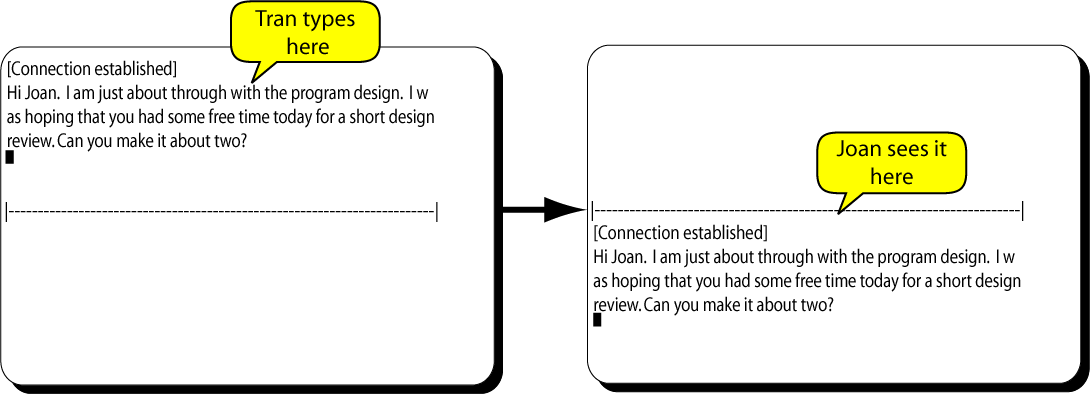 Tran types
here
[Connection established]
Hi Joan. I am just about through with the program design. I w
as hoping that you had some free time today for a short design
review. Can you make it about two?
|-----------------------------------------------------------------------|
Joan sees it
here
|-----------------------------------------------------------------------|
[Connection established]
Hi Joan. I am just about through with the program design. I w
as hoping that you had some free time today for a short design
review. Can you make it about two?